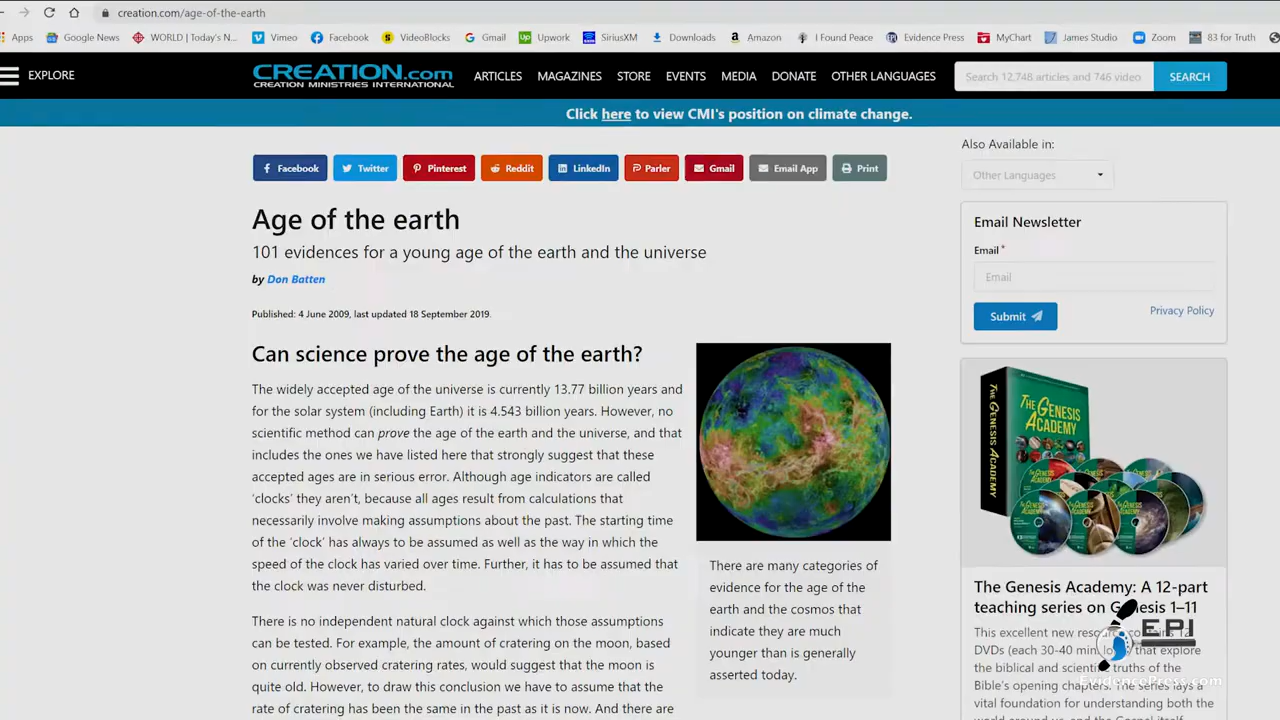 creation.com/age-of-the-earth
Apps Google News WORLD | Today's N... Vimeo Facebook VideoBlocks Gmail Upwork SiriusXM Downloads Amazon I Found Peace Evidence Press MyChart James Studio Zoom 83 for Truth
EXPLORE
CREATION.com
CREATION MINISTRIES INTERNATIONAL
ARTICLES MAGAZINES STORE EVENTS MEDIA DONATE OTHER LANGUAGES
Search 12,748 articles and 746 video
SEARCH
Click here to view CMI's position on climate change.
Facebook Twitter Pinterest Reddit LinkedIn Parler Gmail Email App Print
Age of the earth
101 evidences for a young age of the earth and the universe
by Don Batten
Published: 4 June 2009, last updated 18 September 2019.
Can science prove the age of the earth?
The widely accepted age of the universe is currently 13.77 billion years and
for the solar system (including Earth) it is 4.543 billion years. However, no
scientific method can prove the age of the earth and the universe, and that
includes the ones we have listed here that strongly suggest that these
accepted ages are in serious error. Although age indicators are called
‘clocks’ they aren’t, because all ages result from calculations that
necessarily involve making assumptions about the past. The starting time
of the ‘clock’ has always to be assumed as well as the way in which the
speed of the clock has varied over time. Further, it has to be assumed that
the clock was never disturbed.
There is no independent natural clock against which those assumptions
can be tested. For example, the amount of cratering on the moon, based
on currently observed cratering rates, would suggest that the moon is
quite old. However, to draw this conclusion we have to assume that the
rate of cratering has been the same in the past as it is now. And there are
There are many categories of
evidence for the age of the
earth and the cosmos that
indicate they are much
younger than is generally
asserted today.
Also Available in:
Other Languages
Email Newsletter
Email *
Email
Submit
Privacy Policy
THE GENESIS ACADEMY
THE
GENESIS
ACADEMY
The Genesis Academy: A 12-part
teaching series on Genesis 1–11
This excellent new resource contains 12
DVDs (each 30-40 min. that explore
the biblical and scientific truths of the
Bible's opening chapters. The series lays a
vital foundation for understanding both the
EPI
EvidencePress.com